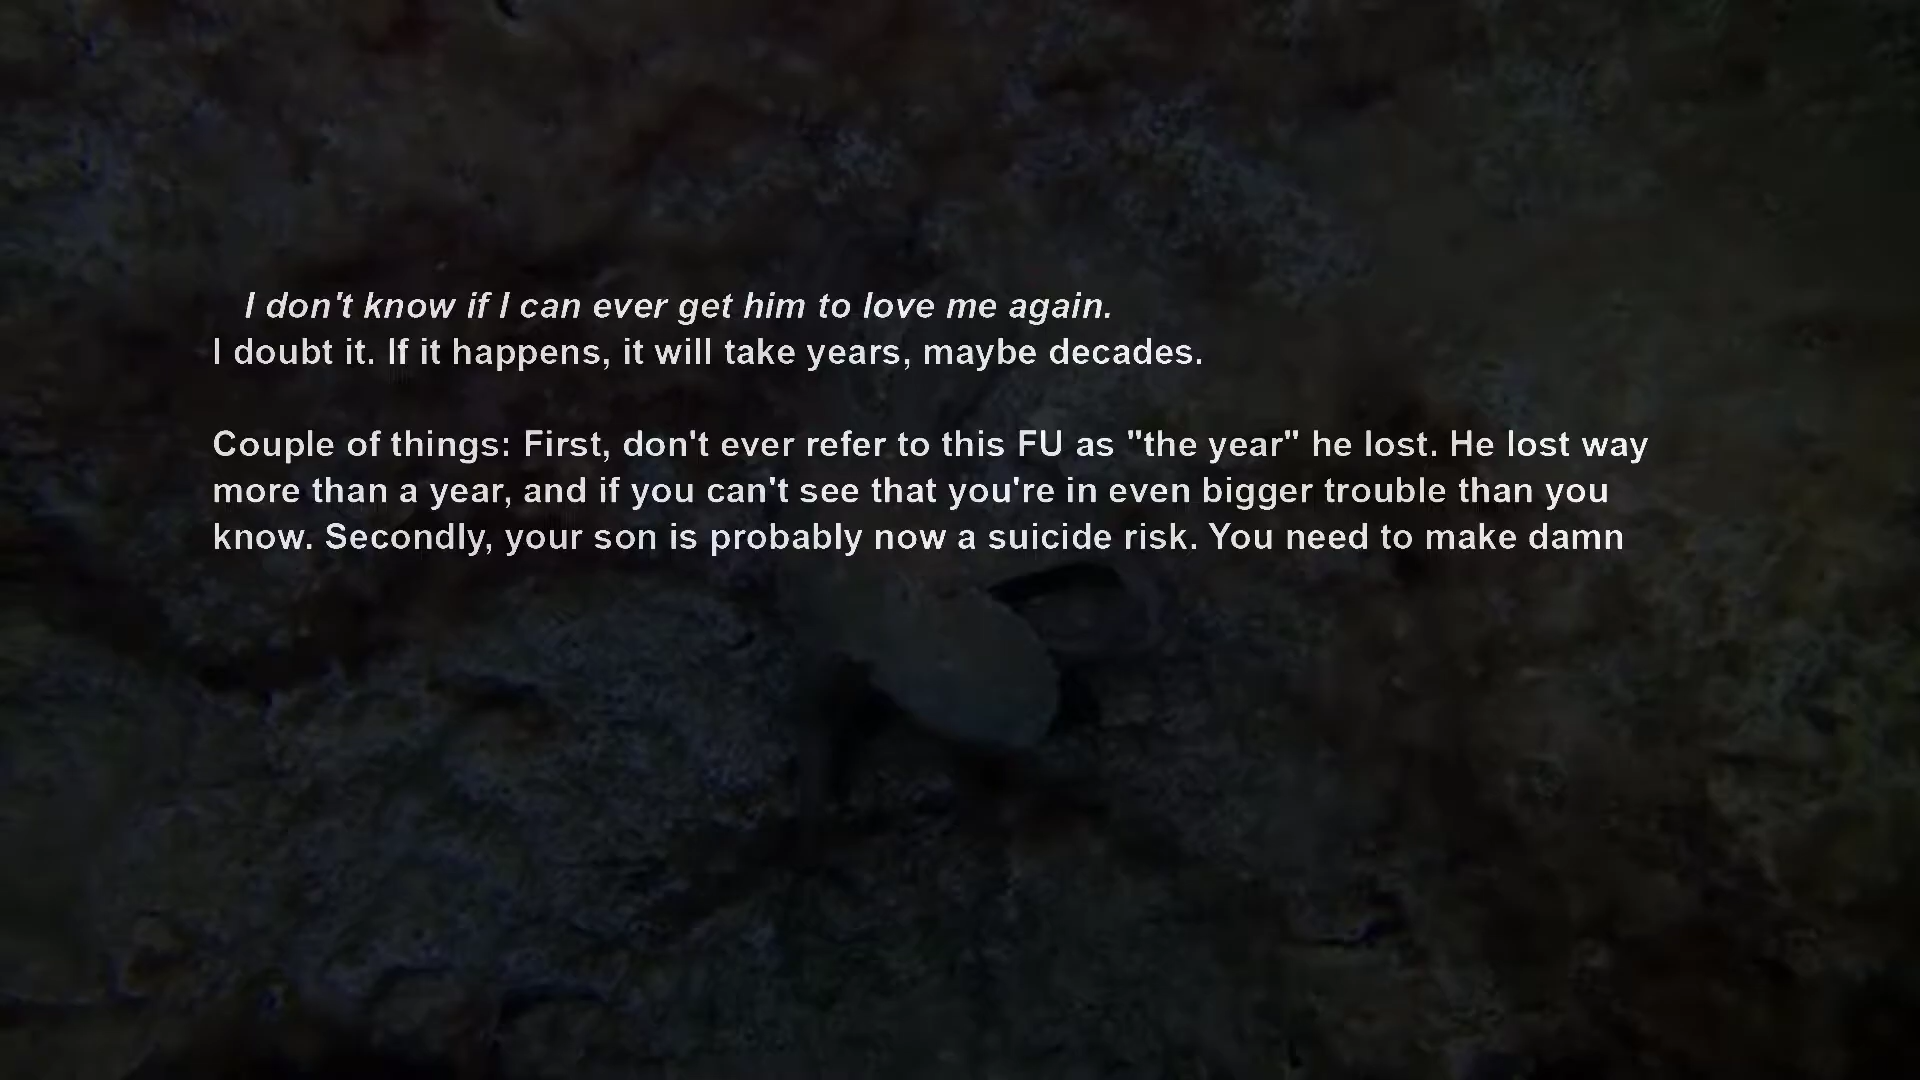 I don't know if I can ever get him to love me again.
I doubt it. If it happens, it will take years, maybe decades.
Couple of things: First, don't ever refer to this FU as "the year" he lost. He lost way
more than a year, and if you can't see that you're in even bigger trouble than you
know. Secondly, your son is probably now a suicide risk. You need to make damn